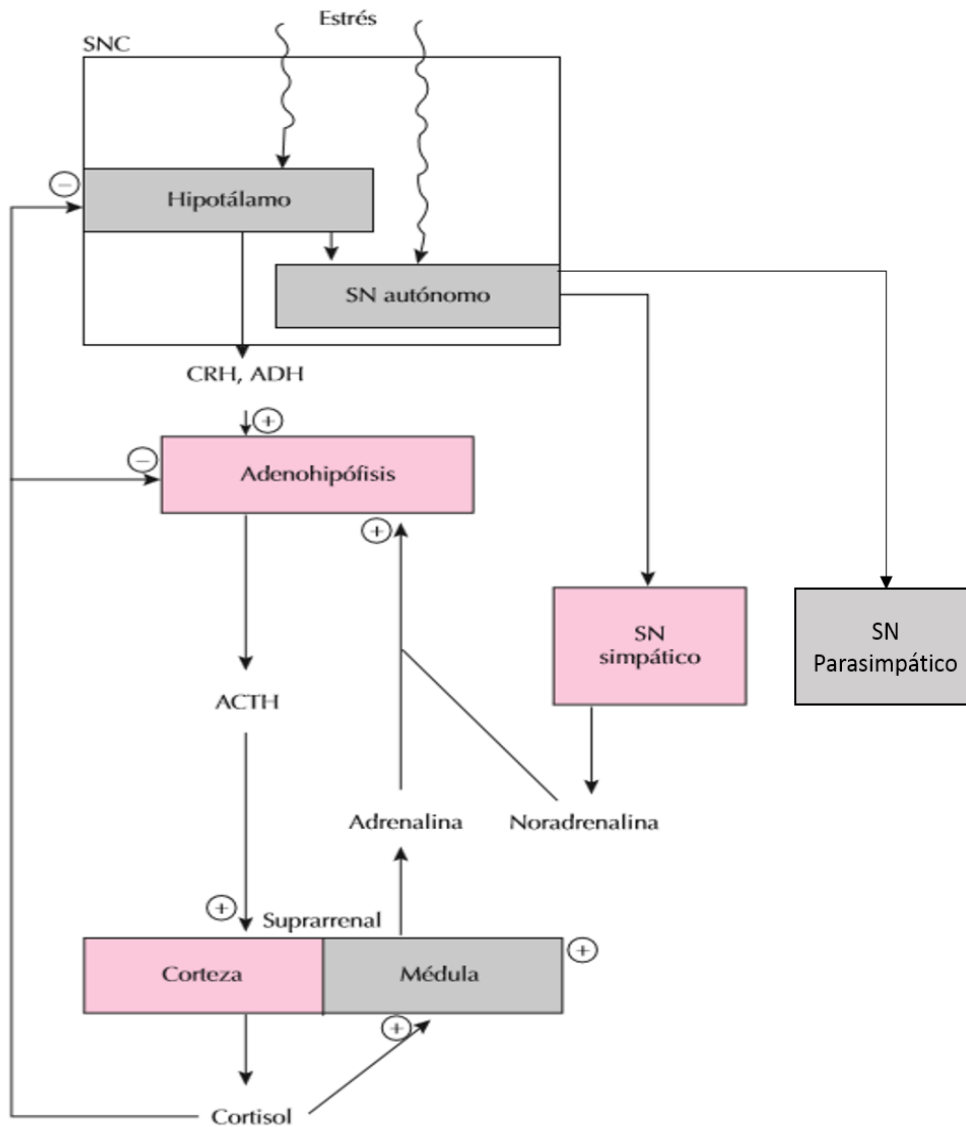 Estrés
SNC
−
Hipotálamo
SN autónomo
CRH, ADH
+
−
Adenohipófisis
+
SN
simpático
SN
Parasimpático
ACTH
Adrenalina
Noradrenalina
+
Suprarrenal
+
Corteza
Médula
+
Cortisol